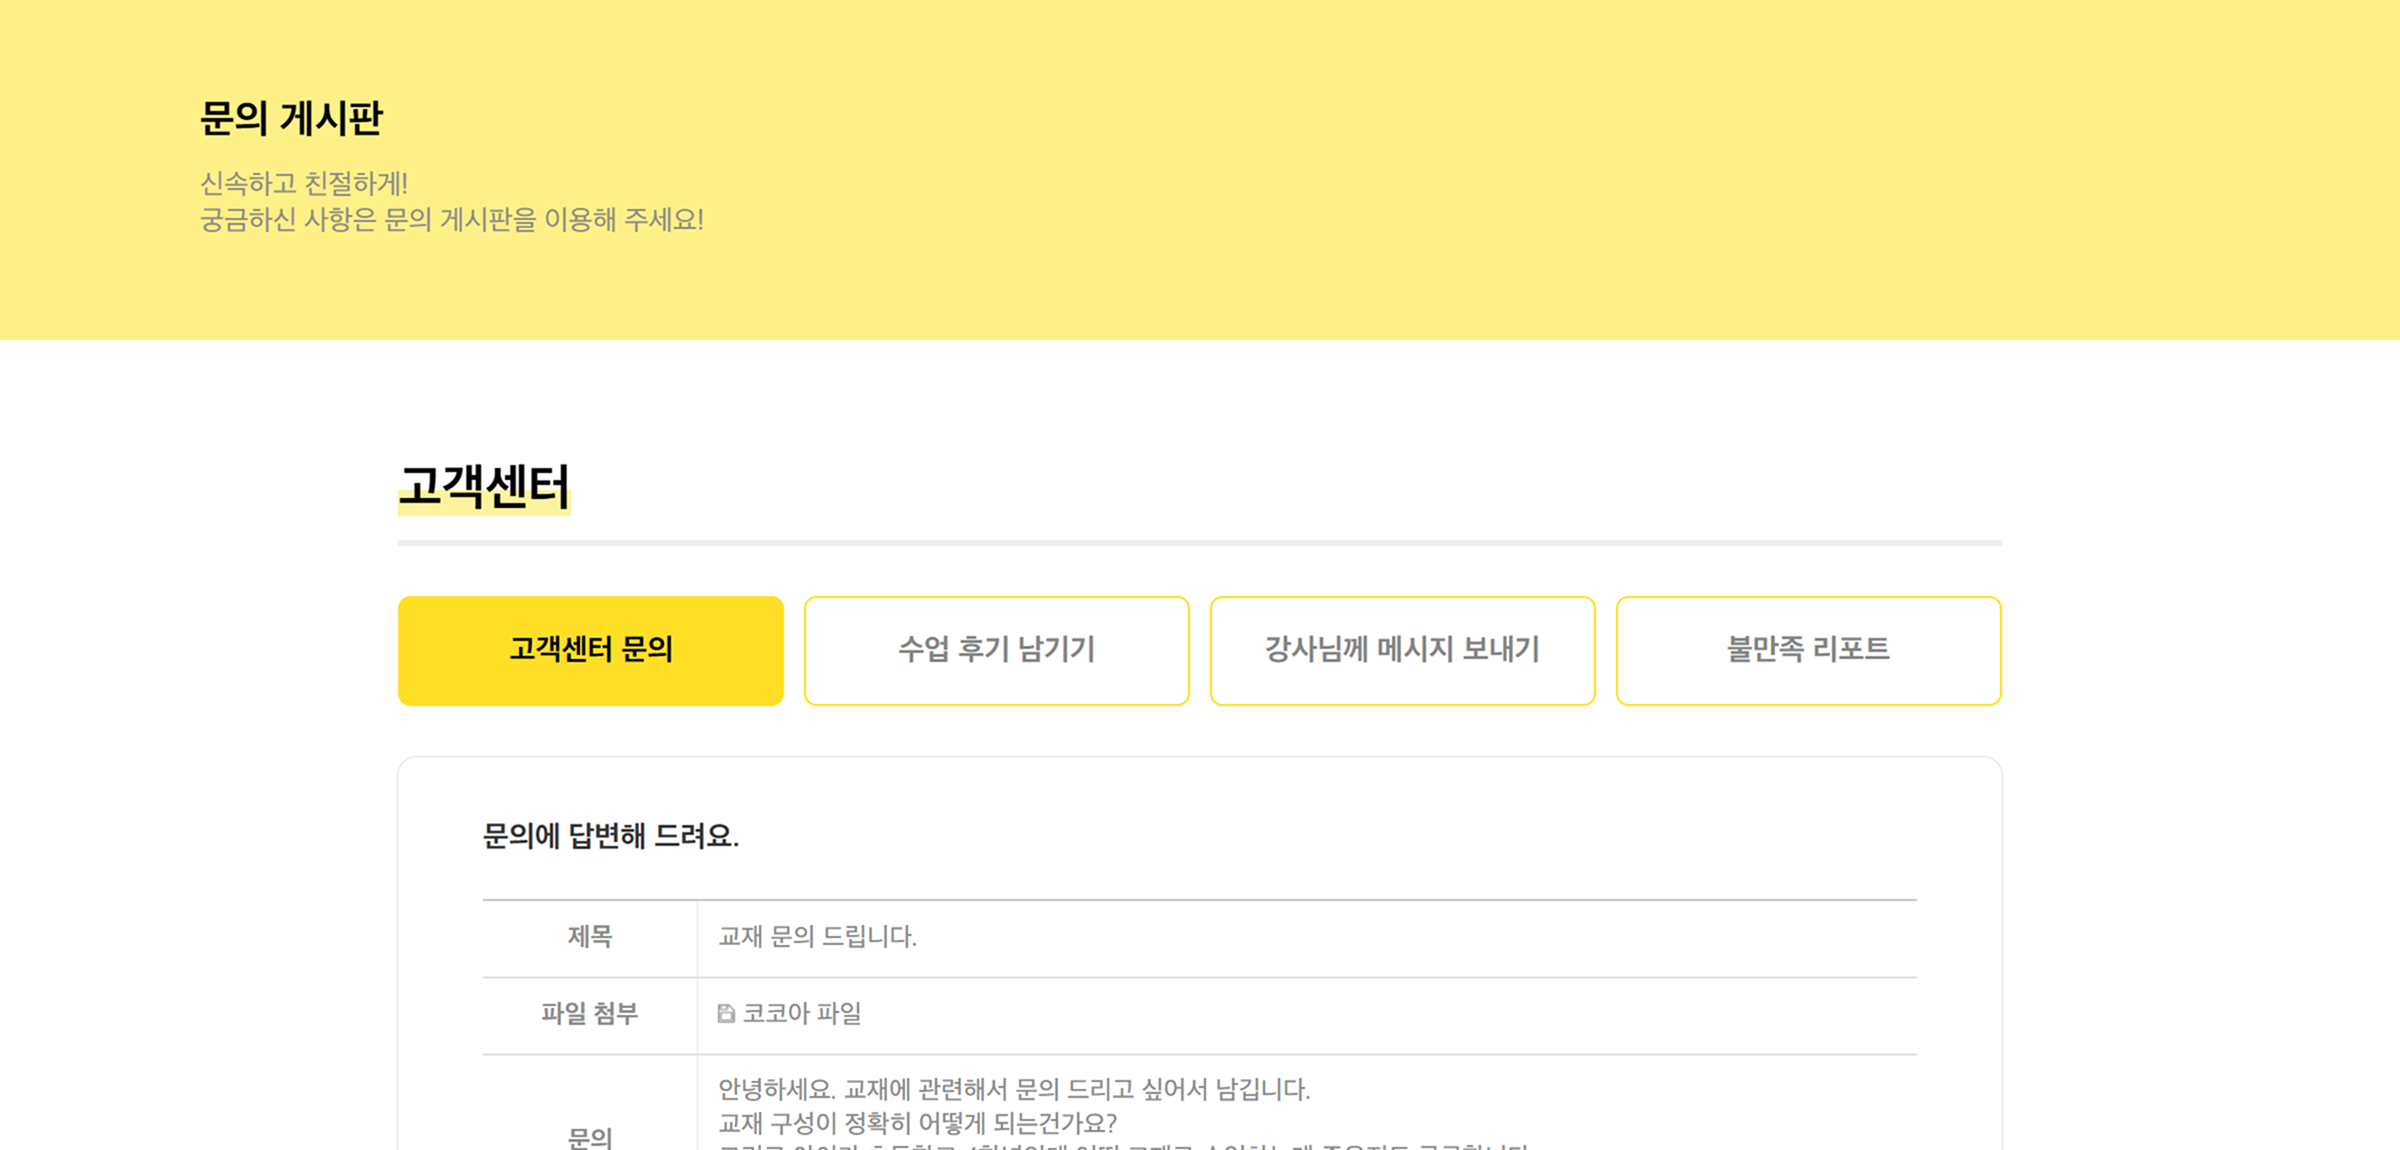 문의 게시판
신속하고 친절하게!
궁금하신 사항은 문의 게시판을 이용해 주세요!
고객센터
고객센터 문의
수업 후기 남기기
강사님께 메시지 보내기
불만족 리포트
문의에 답변해 드려요.
제목
교재 문의 드립니다.
파일 첨부
코코아 파일
문의
안녕하세요. 교재에 관련해서 문의 드리고 싶어서 남깁니다.
교재 구성이 정확히 어떻게 되는건가요?